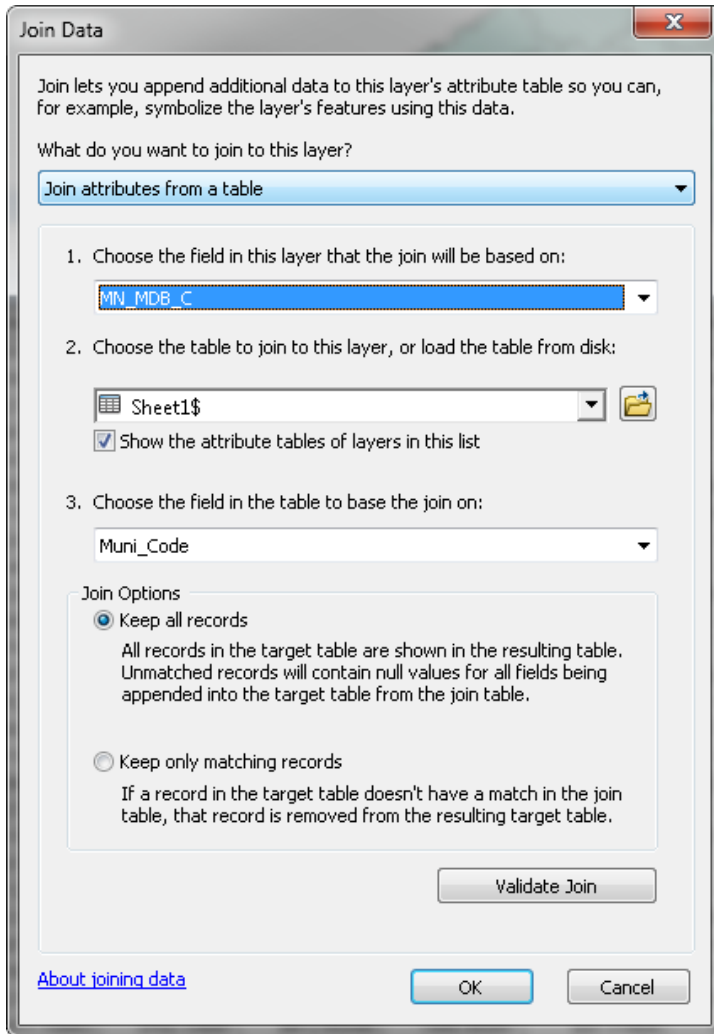 Join Data
Join lets you append additional data to this layer's attribute table so you can,
for example, symbolize the layer's features using this data.
What do you want to join to this layer?
Join attributes from a table
1. Choose the field in this layer that the join will be based on:
MN_MDB_C
2. Choose the table to join to this layer, or load the table from disk:
Sheet1$
Show the attribute tables of layers in this list
3. Choose the field in the table to base the join on:
Muni_Code
Join Options
Keep all records
All records in the target table are shown in the resulting table.
Unmatched records will contain null values for all fields being
appended into the target table from the join table.
Keep only matching records
If a record in the target table doesn't have a match in the join
table, that record is removed from the resulting target table.
Validate Join
About joining data
OK
Cancel